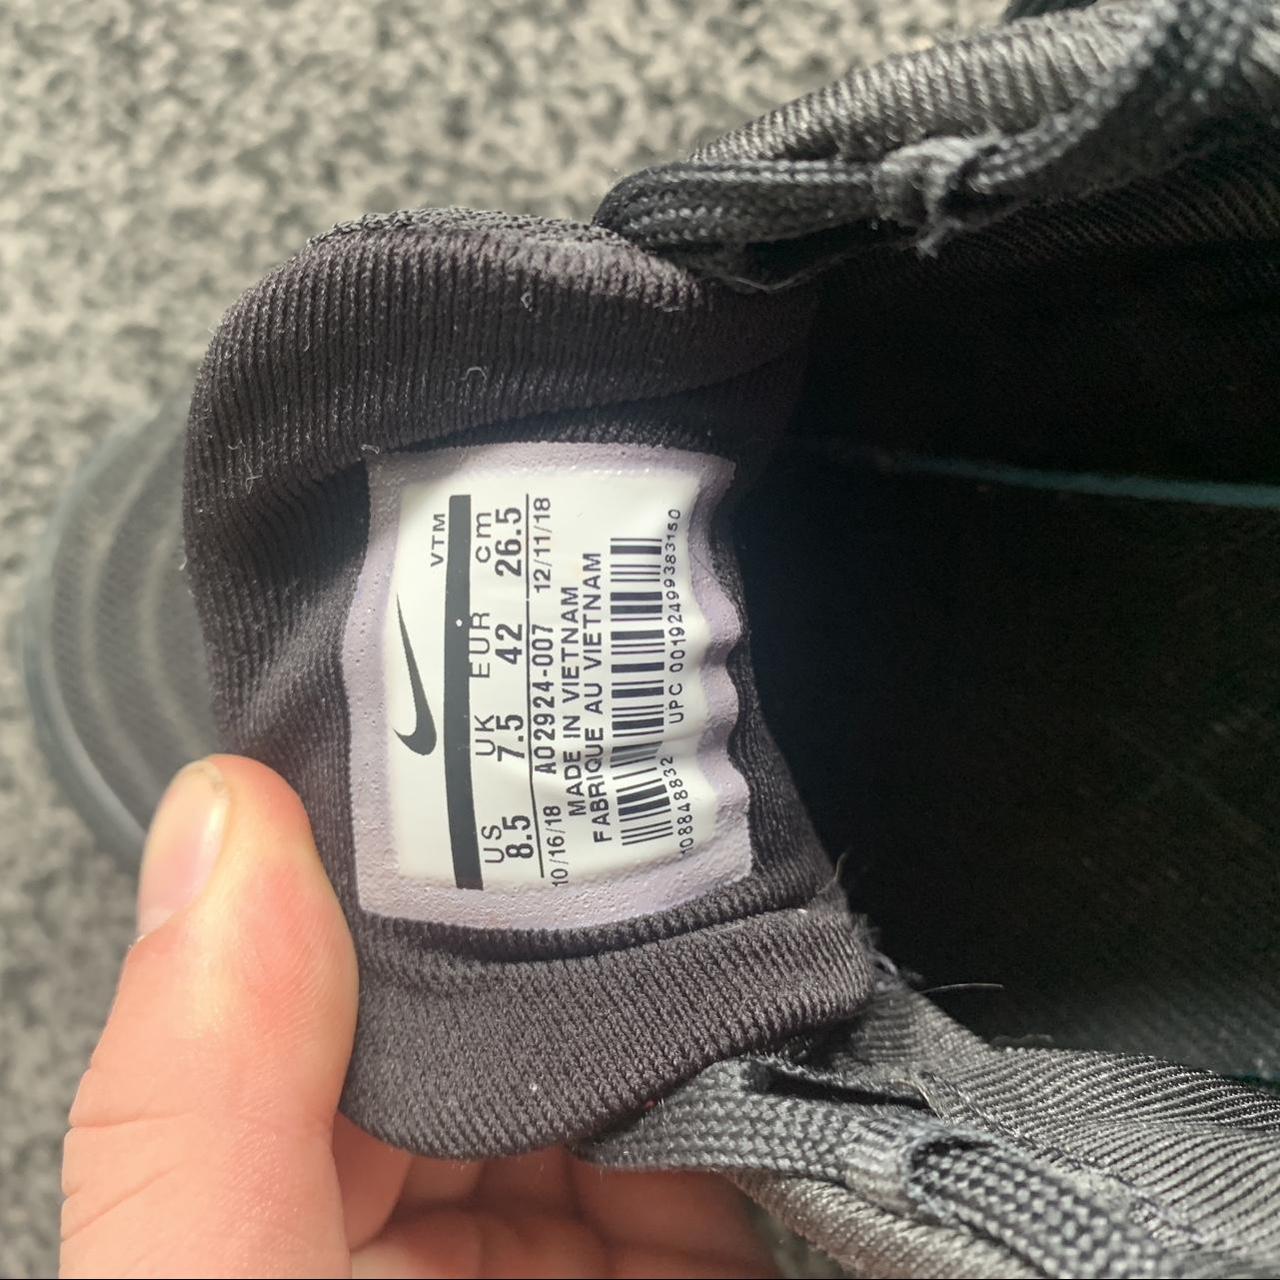 VTM
US UK EUR cm
8.5 7.5 42 26.5
10/16/18 AO2924-007 12/11/18
MADE IN VIETNAM
FABRIQUE AU VIETNAM
108848832 UPC 00192499383150